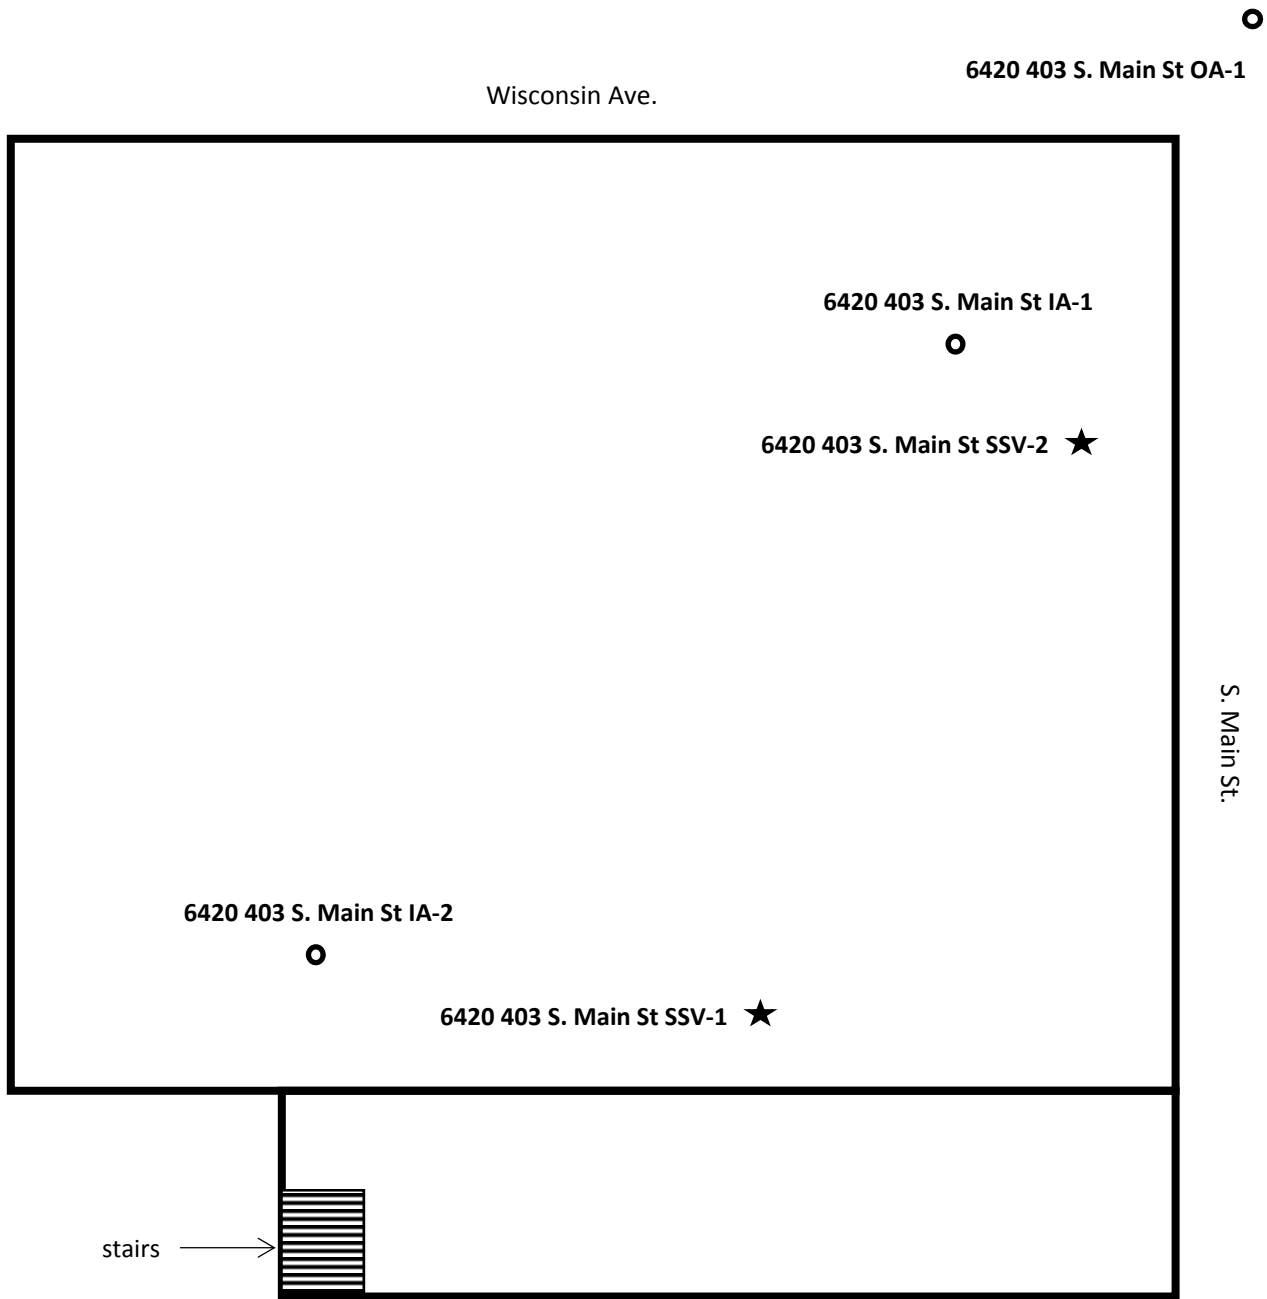 6420 403 S. Main St OA-1
Wisconsin Ave.
6420 403 S. Main St IA-1
6420 403 S. Main St SSV-2
S. Main St.
6420 403 S. Main St IA-2
6420 403 S. Main St SSV-1
stairs